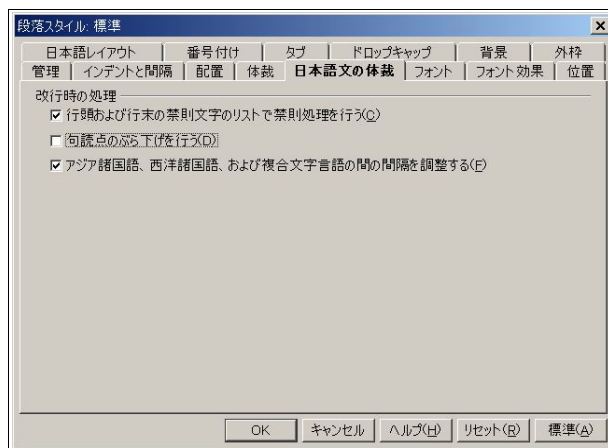 段落スタイル: 標準
日本語レイアウト 番号付け タブ ドロップキャップ 背景 外枠
管理 インデントと間隔 配置 体裁 日本語文の体裁 フォント フォント効果 位置
改行時の処理
行頭および行末の禁則文字のリストで禁則処理を行う(C)
句読点のぶら下げを行う(D)
アジア諸国語、西洋諸国語、および複合文字言語の間の間隔を調整する(F)
OK キャンセル ヘルプ(H) リセット(R) 標準(A)